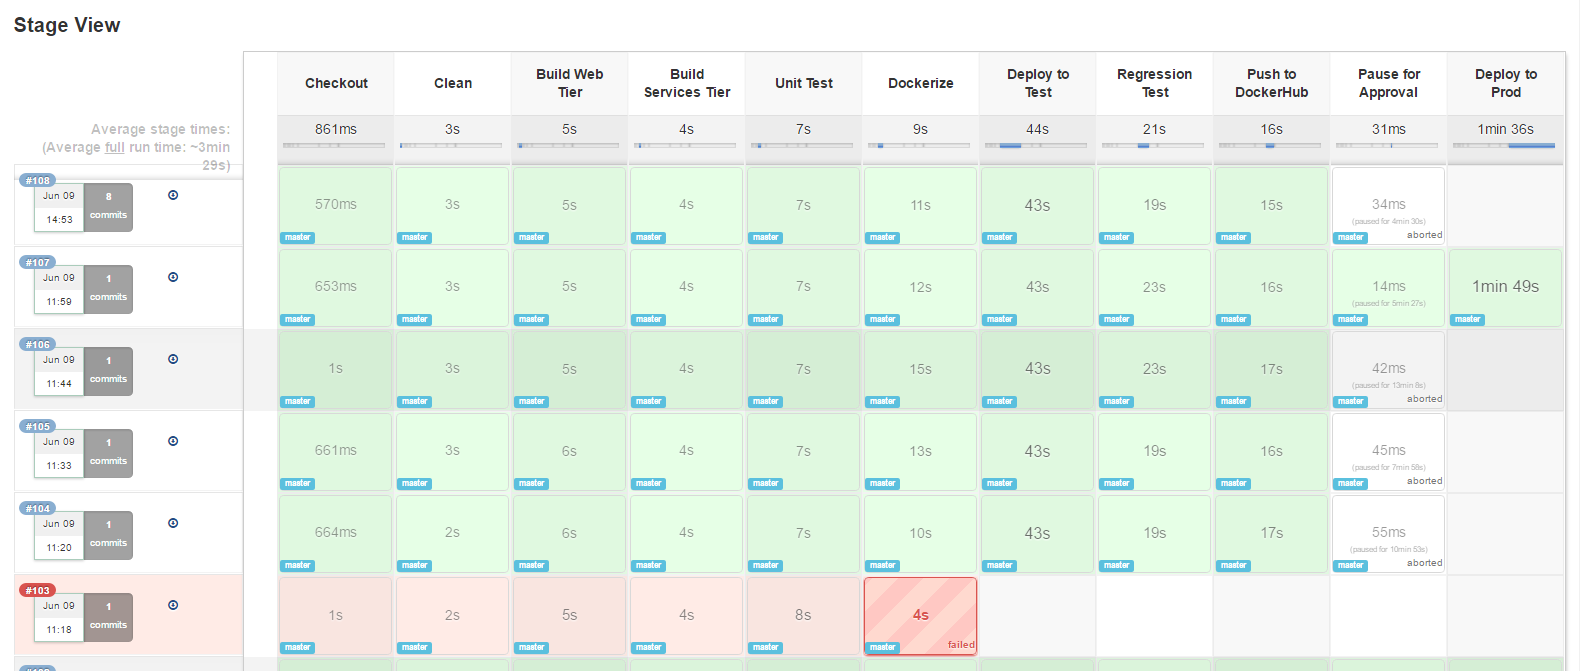 Stage View
Checkout
Clean
Build Web
Tier
Build
Services Tier
Unit Test
Dockerize
Deploy to
Test
Regression
Test
Push to
DockerHub
Pause for
Approval
Deploy to
Prod
Average stage times:
(Average full run time: ~3min
29s)
861ms 3s 5s 4s 7s 9s 44s 21s 16s 31ms 1min 36s
#108
Jun 09
14:53
8
commits
570ms 3s 5s 4s 7s 11s 43s 19s 15s 34ms
(paused for 4min 30s)
aborted
master master master master master master master master master master
#107
Jun 09
11:59
1
commits
653ms 3s 5s 4s 7s 12s 43s 23s 16s 14ms 1min 49s
(paused for 5min 27s)
master master master master master master master master master master master
#106
Jun 09
11:44
1
commits
1s 3s 5s 4s 7s 15s 43s 23s 17s 42ms
(paused for 13min 8s)
aborted
master master master master master master master master master master
#105
Jun 09
11:33
1
commits
661ms 3s 6s 4s 7s 13s 43s 19s 16s 45ms
(paused for 7min 58s)
aborted
master master master master master master master master master master
#104
Jun 09
11:20
1
commits
664ms 2s 6s 4s 7s 10s 43s 19s 17s 55ms
(paused for 10min 53s)
aborted
master master master master master master master master master master
#103
Jun 09
11:18
1
commits
1s 2s 5s 4s 8s 4s
failed
master master master master master master